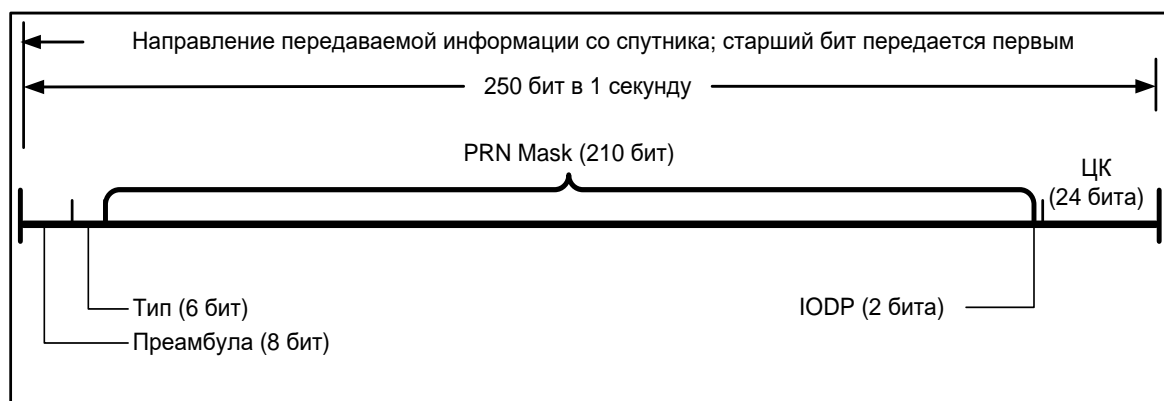 Направление передаваемой информации со спутника; старший бит передается первым
250 бит в 1 секунду
PRN Mask (210 бит)
ЦК
(24 бита)
Тип (6 бит)
IODP (2 бита)
Преамбула (8 бит)